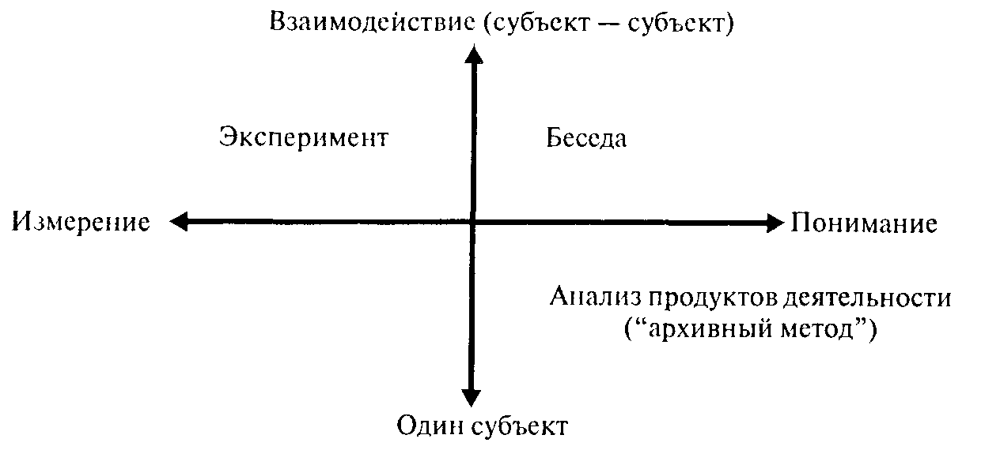 Взаимодействие (субъект — субъект)
Эксперимент
Беседа
Измерение
Понимание
Анализ продуктов деятельности
(“архивный метод”)
Один субъект